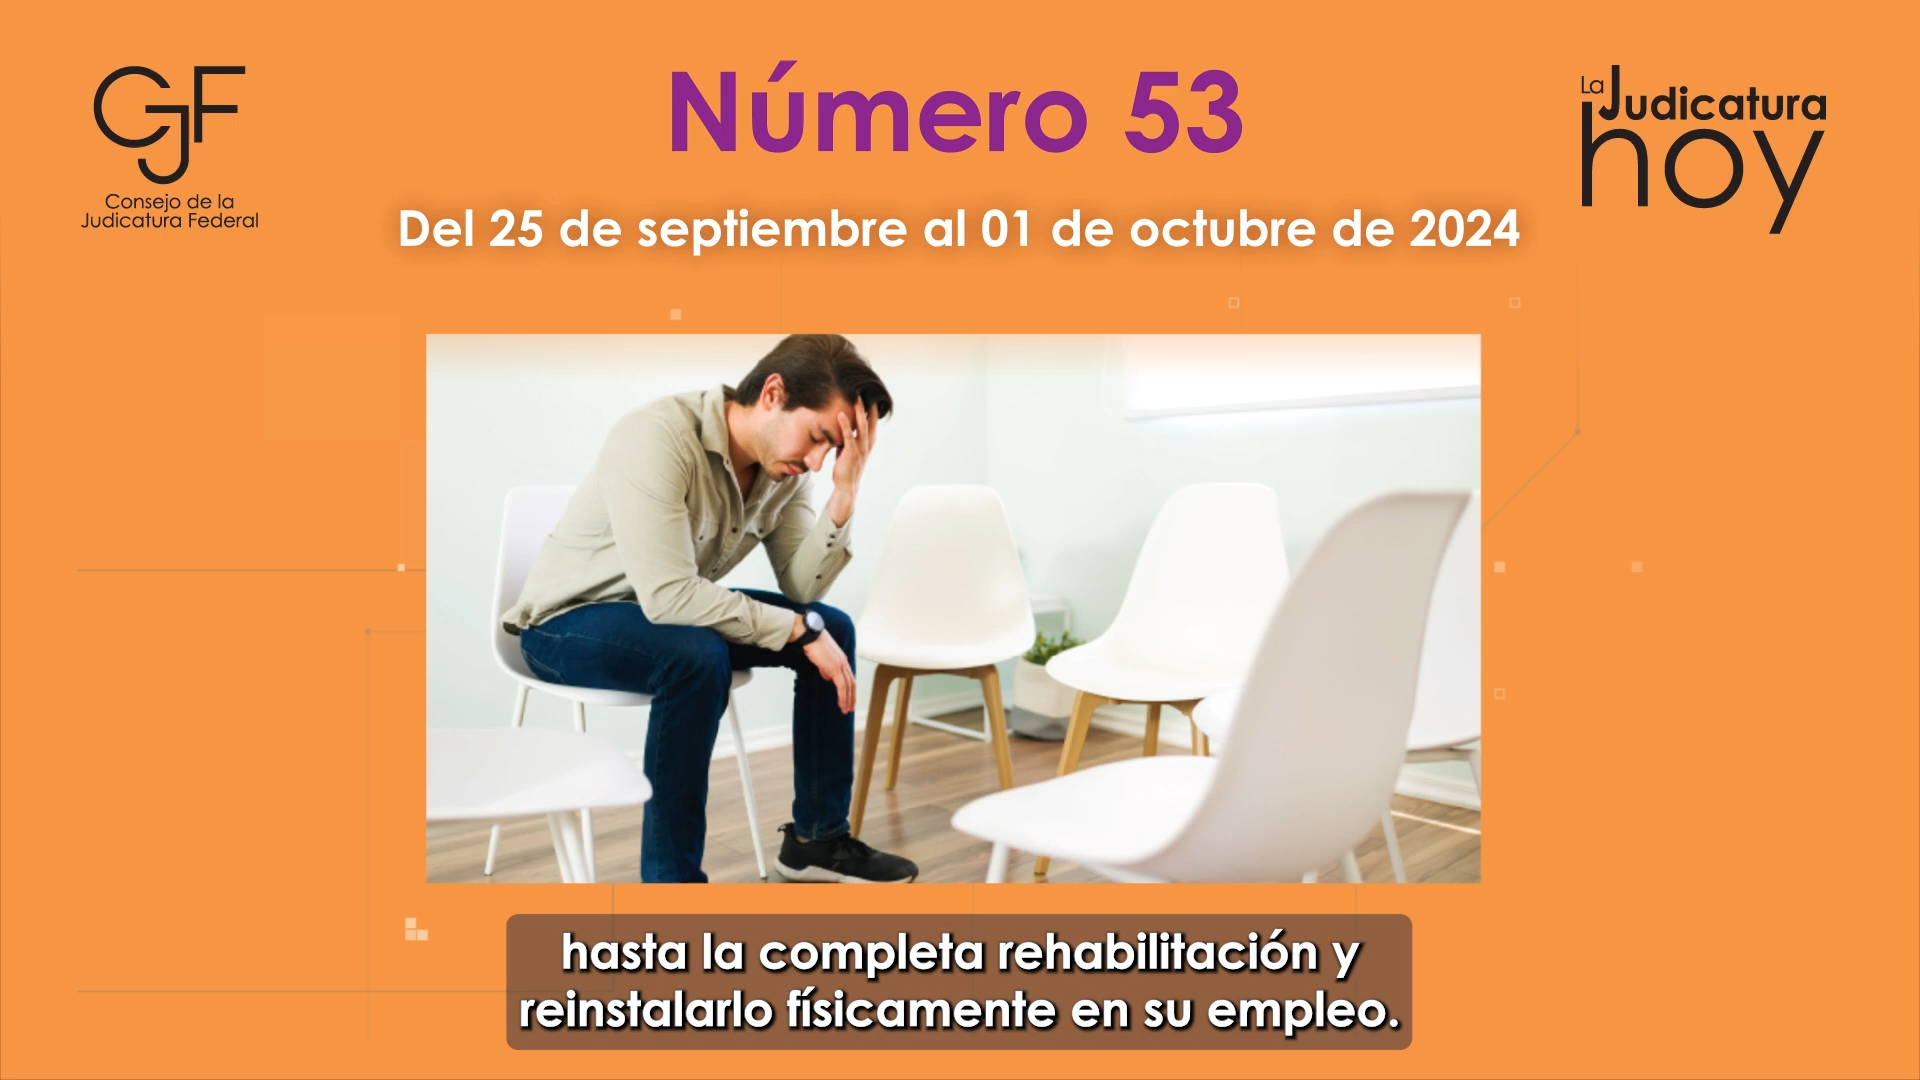 CJF
Consejo de la
Judicatura Federal
Número 53
Del 25 de septiembre al 01 de octubre de 2024
La Judicatura
hoy
hasta la completa rehabilitación y
reinstalarlo físicamente en su empleo.